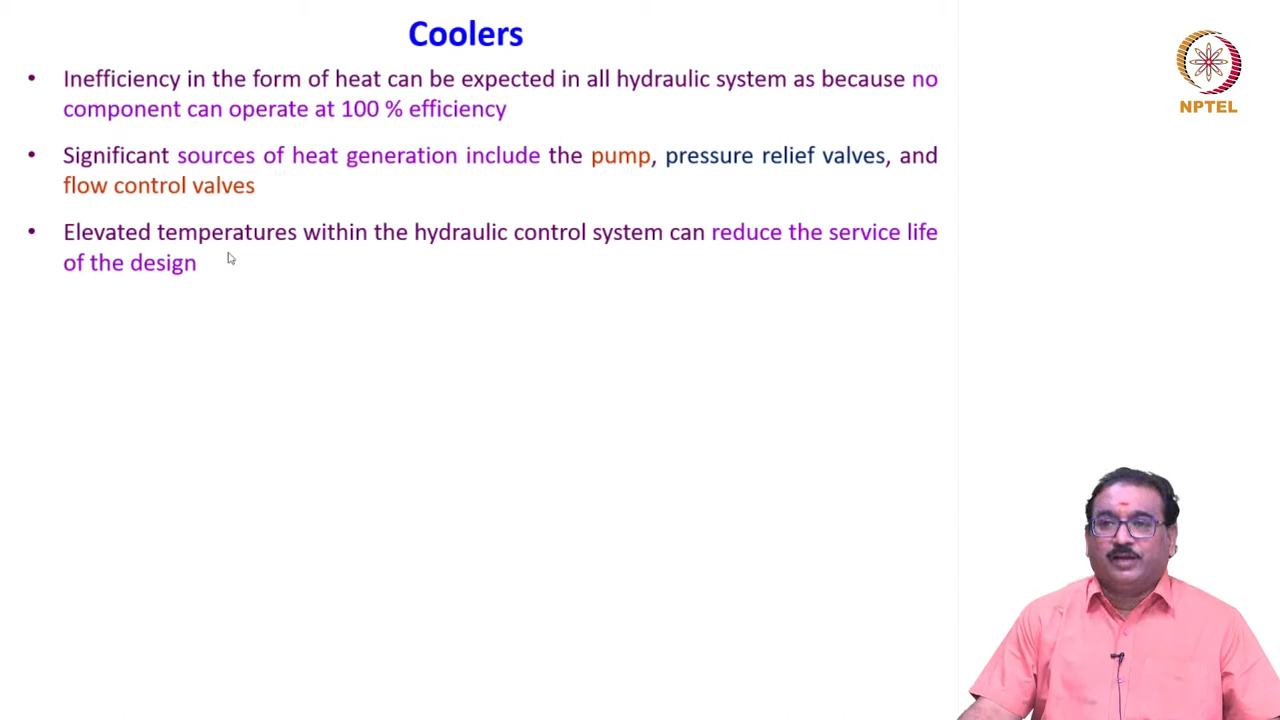 Coolers
• Inefficiency in the form of heat can be expected in all hydraulic system as because no
component can operate at 100 % efficiency
• Significant sources of heat generation include the pump, pressure relief valves, and
flow control valves
• Elevated temperatures within the hydraulic control system can reduce the service life
of the design
NPTEL